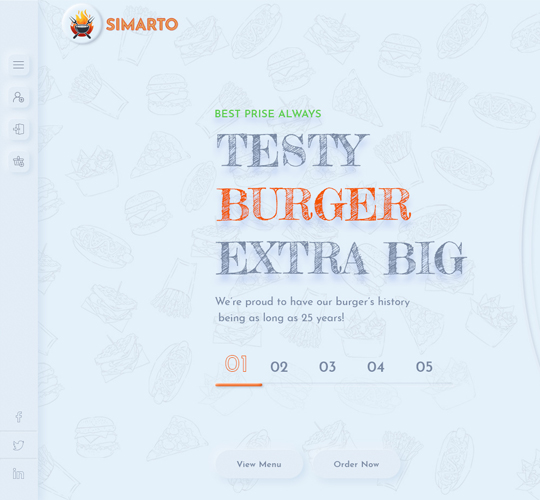 SIMARTO
BEST PRISE ALWAYS
TESTY
BURGER
EXTRA BIG
We're proud to have our burger's history
being as long as 25 years!
01 02 03 04 05
View Menu Order Now